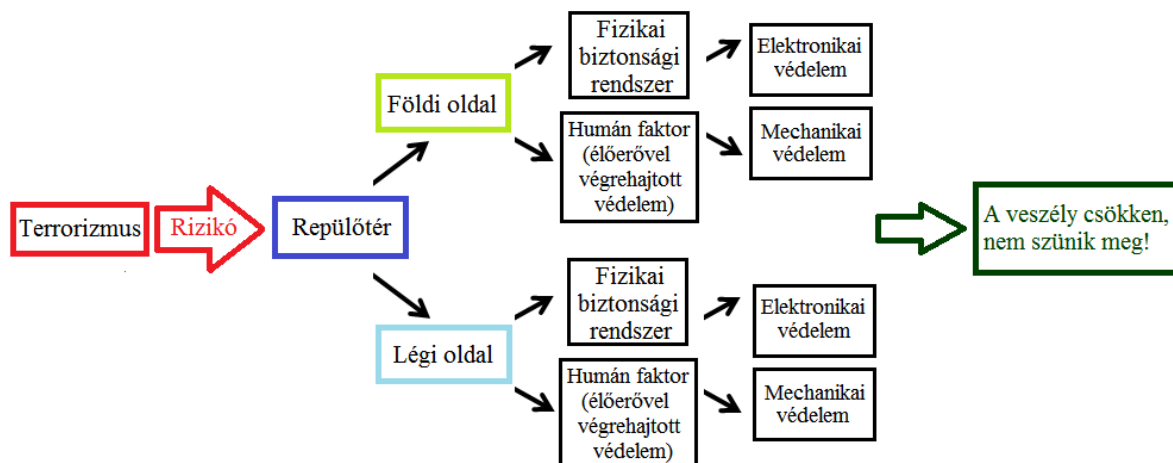 Terrorizmus
Rizikó
Repülőtér
Földi oldal
Fizikai
biztonsági
rendszer
Elektronikai
védelem
Humán faktor
(élőerővel
végrehajtott
védelem)
Mechanikai
védelem
Légi oldal
Fizikai
biztonsági
rendszer
Elektronikai
védelem
Humán faktor
(élőerővel
végrehajtott
védelem)
Mechanikai
védelem
A veszély csökken,
nem szünik meg!